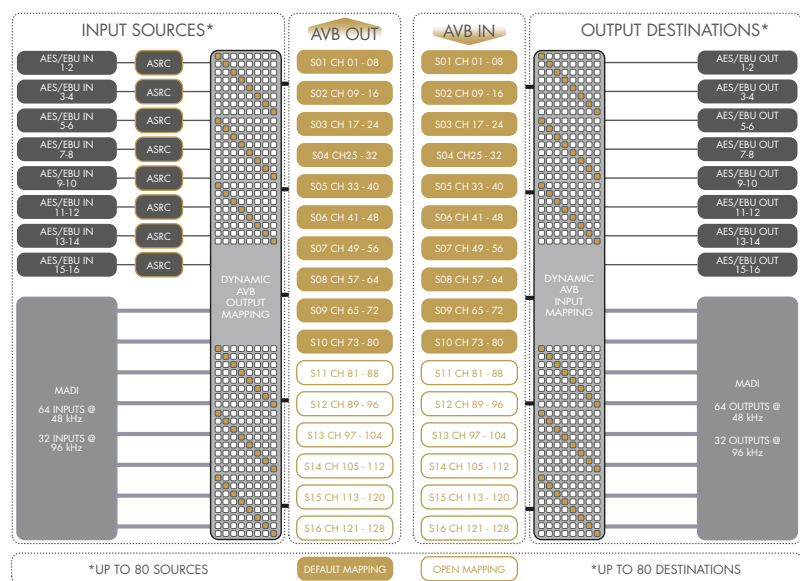 INPUT SOURCES*
AVB OUT
AVB IN
OUTPUT DESTINATIONS*
AES/EBU IN
1-2
ASRC
AES/EBU IN
3-4
ASRC
AES/EBU IN
5-6
ASRC
AES/EBU IN
7-8
ASRC
AES/EBU IN
9-10
ASRC
AES/EBU IN
11-12
ASRC
AES/EBU IN
13-14
ASRC
AES/EBU IN
15-16
ASRC
MADI
64 INPUTS @
48 kHz
32 INPUTS @
96 kHz
DYNAMIC
AVB
OUTPUT
MAPPING
S01 CH 01 - 08
S02 CH 09 - 16
S03 CH 17 - 24
S04 CH25 - 32
S05 CH 33 - 40
S06 CH 41 - 48
S07 CH 49 - 56
S08 CH 57 - 64
S09 CH 65 - 72
S10 CH 73 - 80
S11 CH 81 - 88
S12 CH 89 - 96
S13 CH 97 - 104
S14 CH 105 - 112
S15 CH 113 - 120
S16 CH 121 - 128
S01 CH 01 - 08
S02 CH 09 - 16
S03 CH 17 - 24
S04 CH25 - 32
S05 CH 33 - 40
S06 CH 41 - 48
S07 CH 49 - 56
S08 CH 57 - 64
S09 CH 65 - 72
S10 CH 73 - 80
S11 CH 81 - 88
S12 CH 89 - 96
S13 CH 97 - 104
S14 CH 105 - 112
S15 CH 113 - 120
S16 CH 121 - 128
DYNAMIC
AVB
INPUT
MAPPING
AES/EBU OUT
1-2
AES/EBU OUT
3-4
AES/EBU OUT
5-6
AES/EBU OUT
7-8
AES/EBU OUT
9-10
AES/EBU OUT
11-12
AES/EBU OUT
13-14
AES/EBU OUT
15-16
MADI
64 OUTPUTS @
48 kHz
32 OUTPUTS @
96 kHz
*UP TO 80 SOURCES
DEFAULT MAPPING
OPEN MAPPING
*UP TO 80 DESTINATIONS